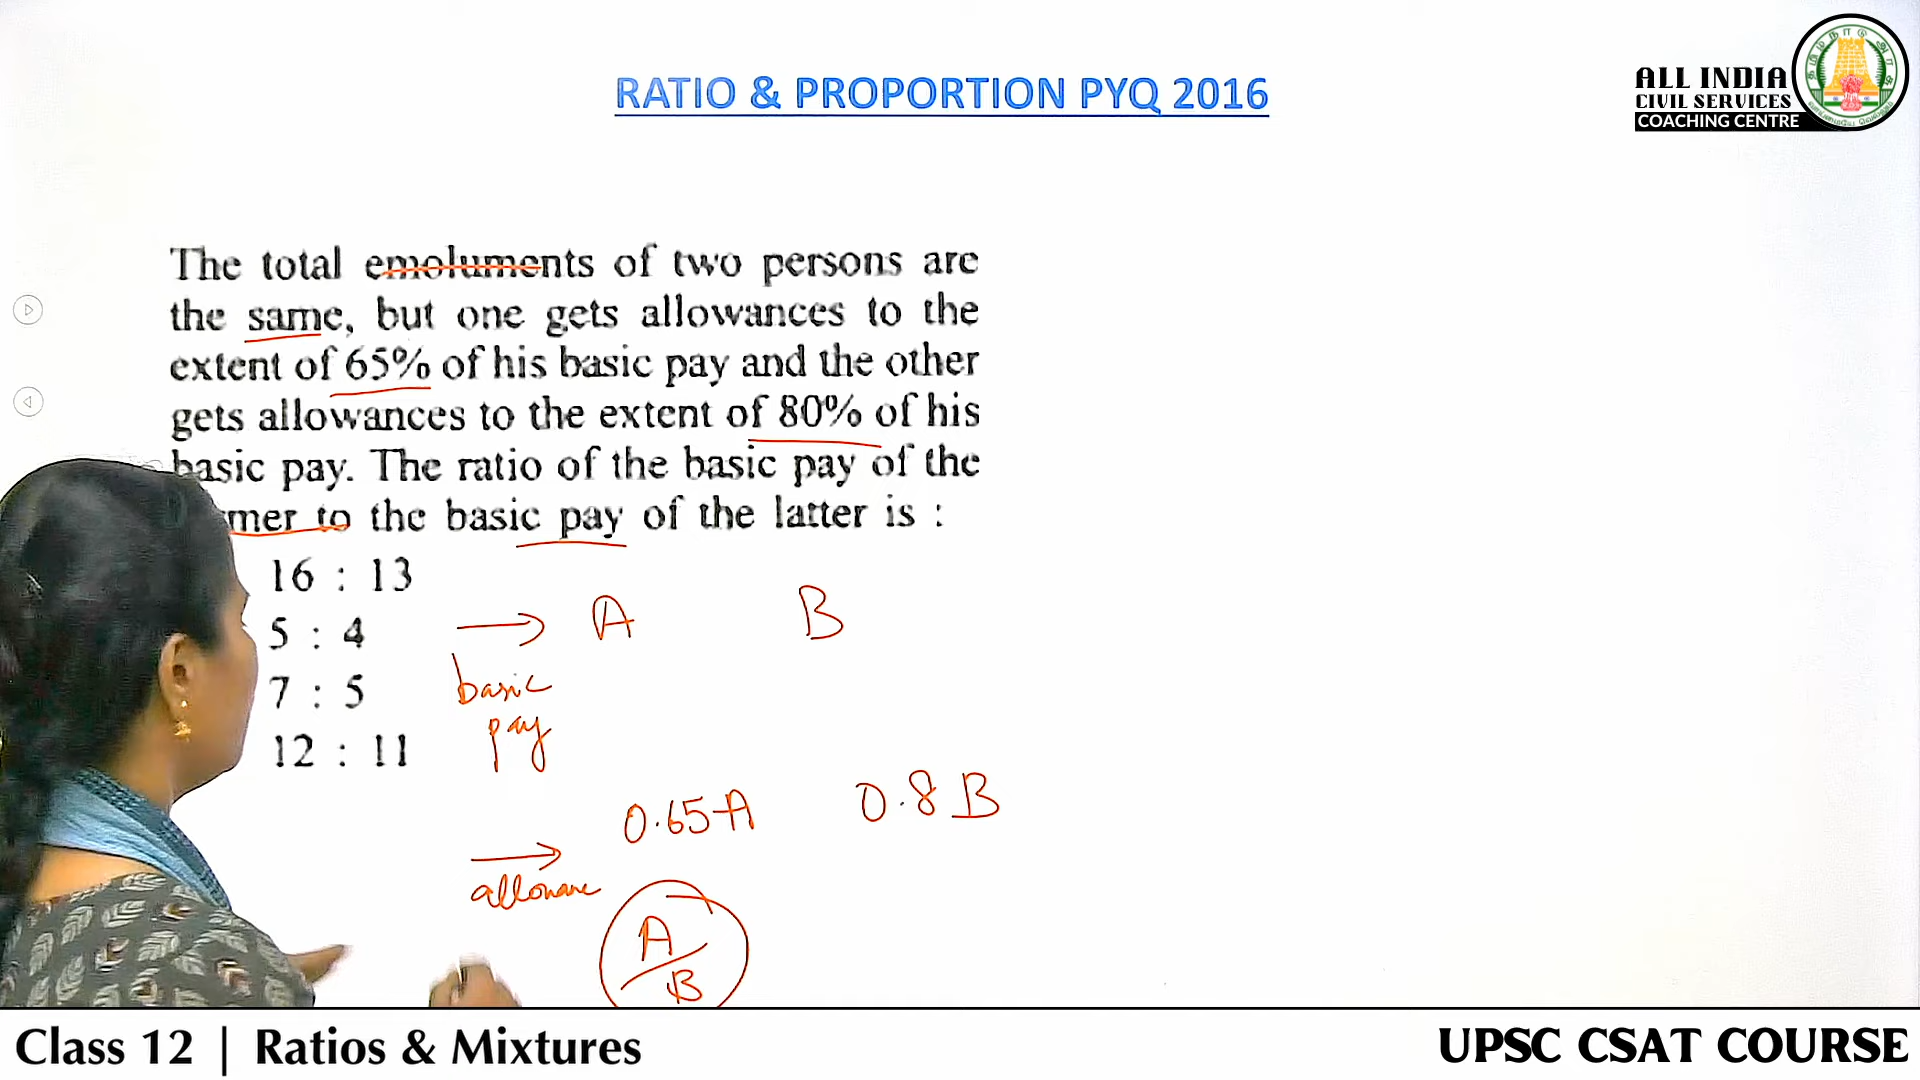 RATIO & PROPORTION PYQ 2016
ALL INDIA
CIVIL SERVICES
COACHING CENTRE
The total emoluments of two persons are
the same, but one gets allowances to the
extent of 65% of his basic pay and the other
gets allowances to the extent of 80% of his
basic pay. The ratio of the basic pay of the
mer to the basic pay of the latter is :
16 : 13
5 : 4
7 : 5
12 : 11
A B
basic
pay
0.65A 0.8B
A
B
Class 12 | Ratios & Mixtures
UPSC CSAT COURSE